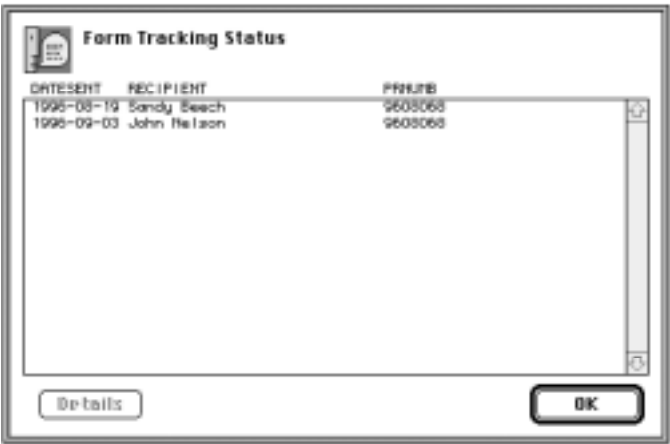 Form Tracking Status
DATESENT RECIPIENT PRNUMB
1996-08-19 Sandy Beech 9608068
1996-09-03 John Nelson 9608068
Details OK